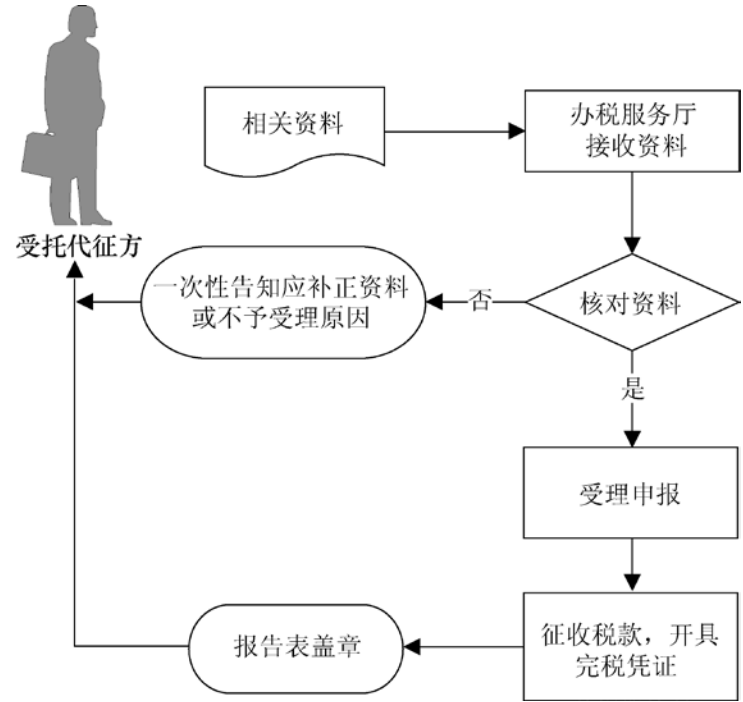 相关资料
办税服务厅
接收资料
受托代征方
一次性告知应补正资料
或不予受理原因
否
核对资料
是
受理申报
征收税款，开具
完税凭证
报告表盖章